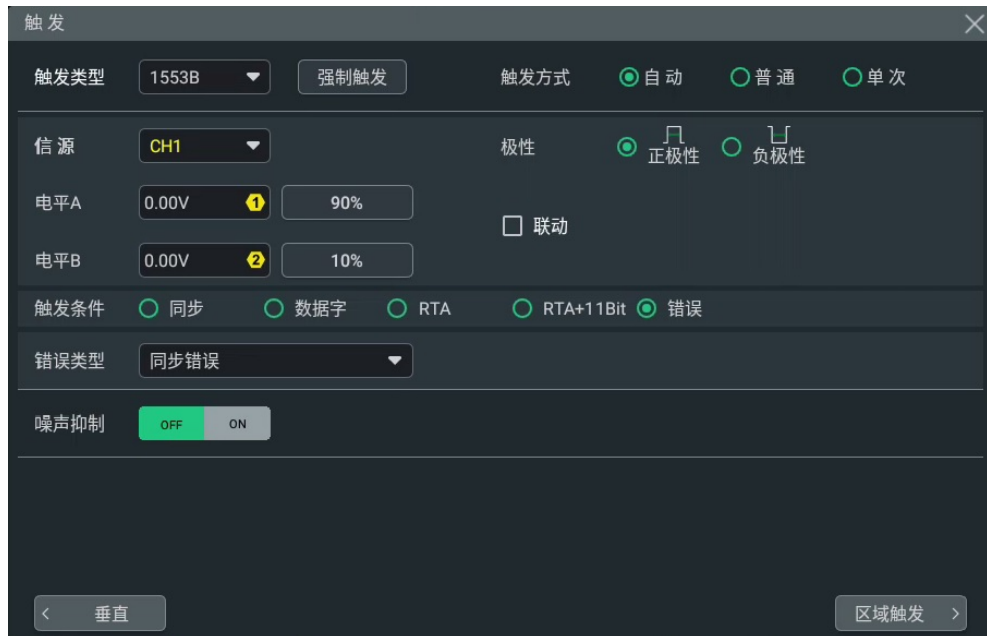 触发
触发类型 1553B 强制触发 触发方式 自动 普通 单次
信源 CH1 极性 正极性 负极性
电平A 0.00V 1 90%
联动
电平B 0.00V 2 10%
触发条件 同步 数据字 RTA RTA+11Bit 错误
错误类型 同步错误
噪声抑制 OFF ON
< 垂直 区域触发 >